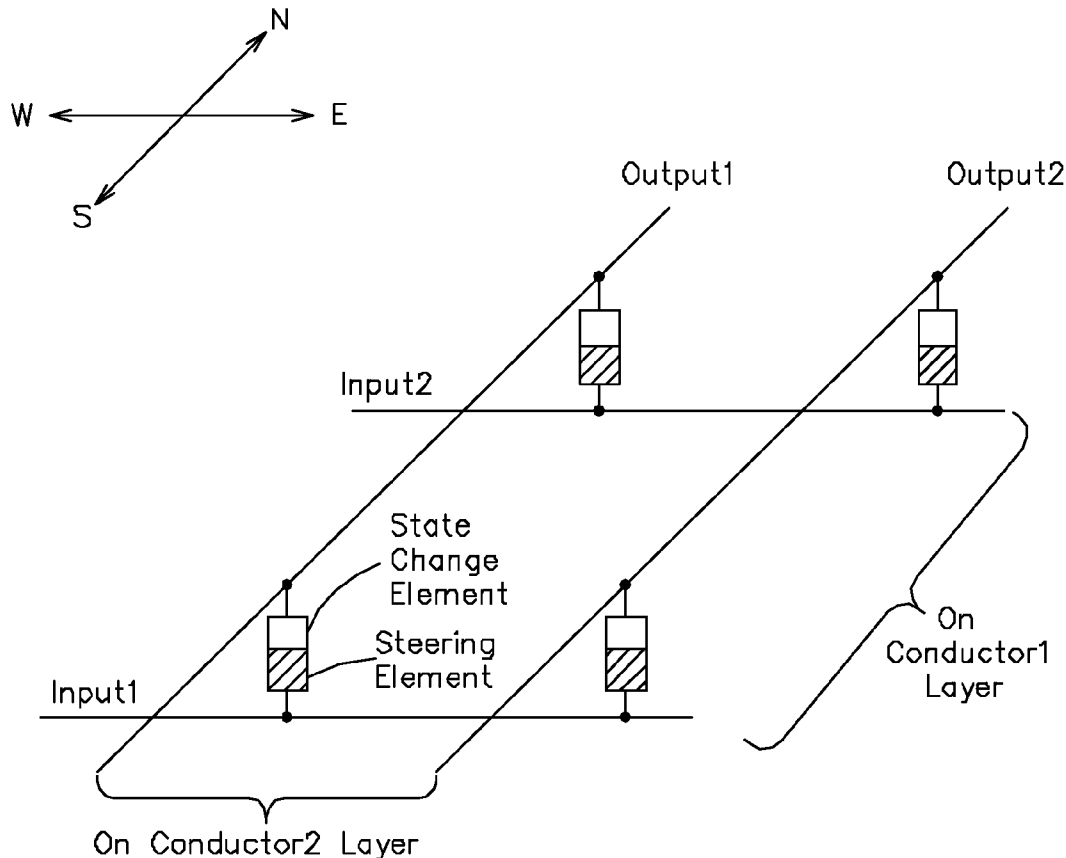 N
W
E
S
Output1
Output2
Input2
State
Change
Element
Steering
Element
Input1
On
Conductor1
Layer
On Conductor2 Layer